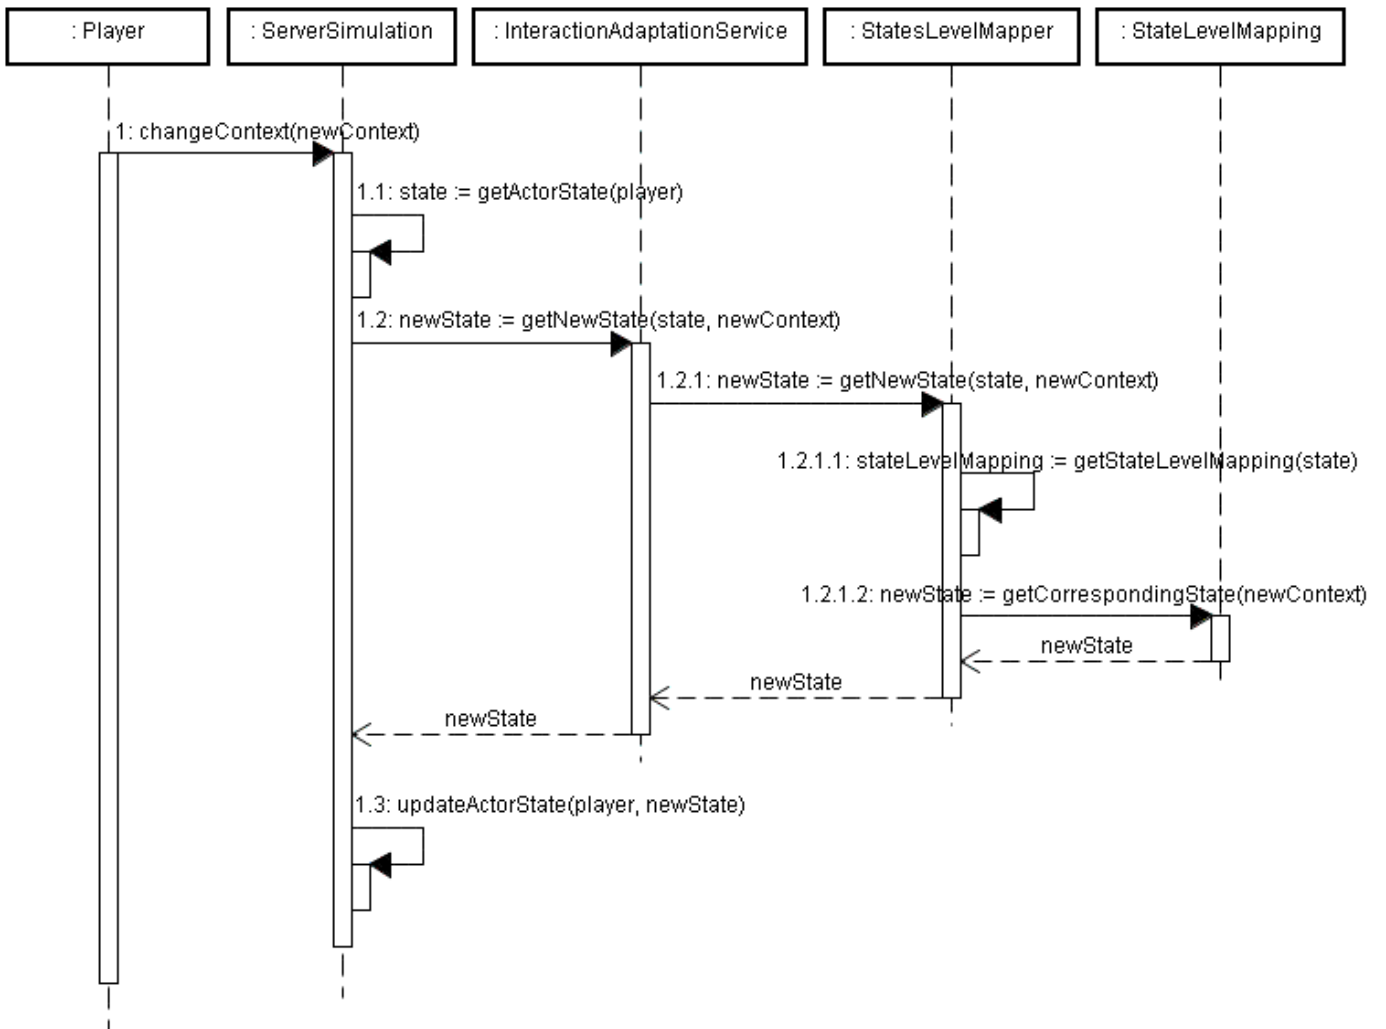 : Player
: ServerSimulation
: InteractionAdaptationService
: StatesLevelMapper
: StateLevelMapping
1: changeContext(newContext)
1.1: state := getActorState(player)
1.2: newState := getNewState(state, newContext)
1.2.1: newState := getNewState(state, newContext)
1.2.1.1: stateLevelMapping := getStateLevelMapping(state)
1.2.1.2: newState := getCorrespondingState(newContext)
newState
newState
newState
1.3: updateActorState(player, newState)